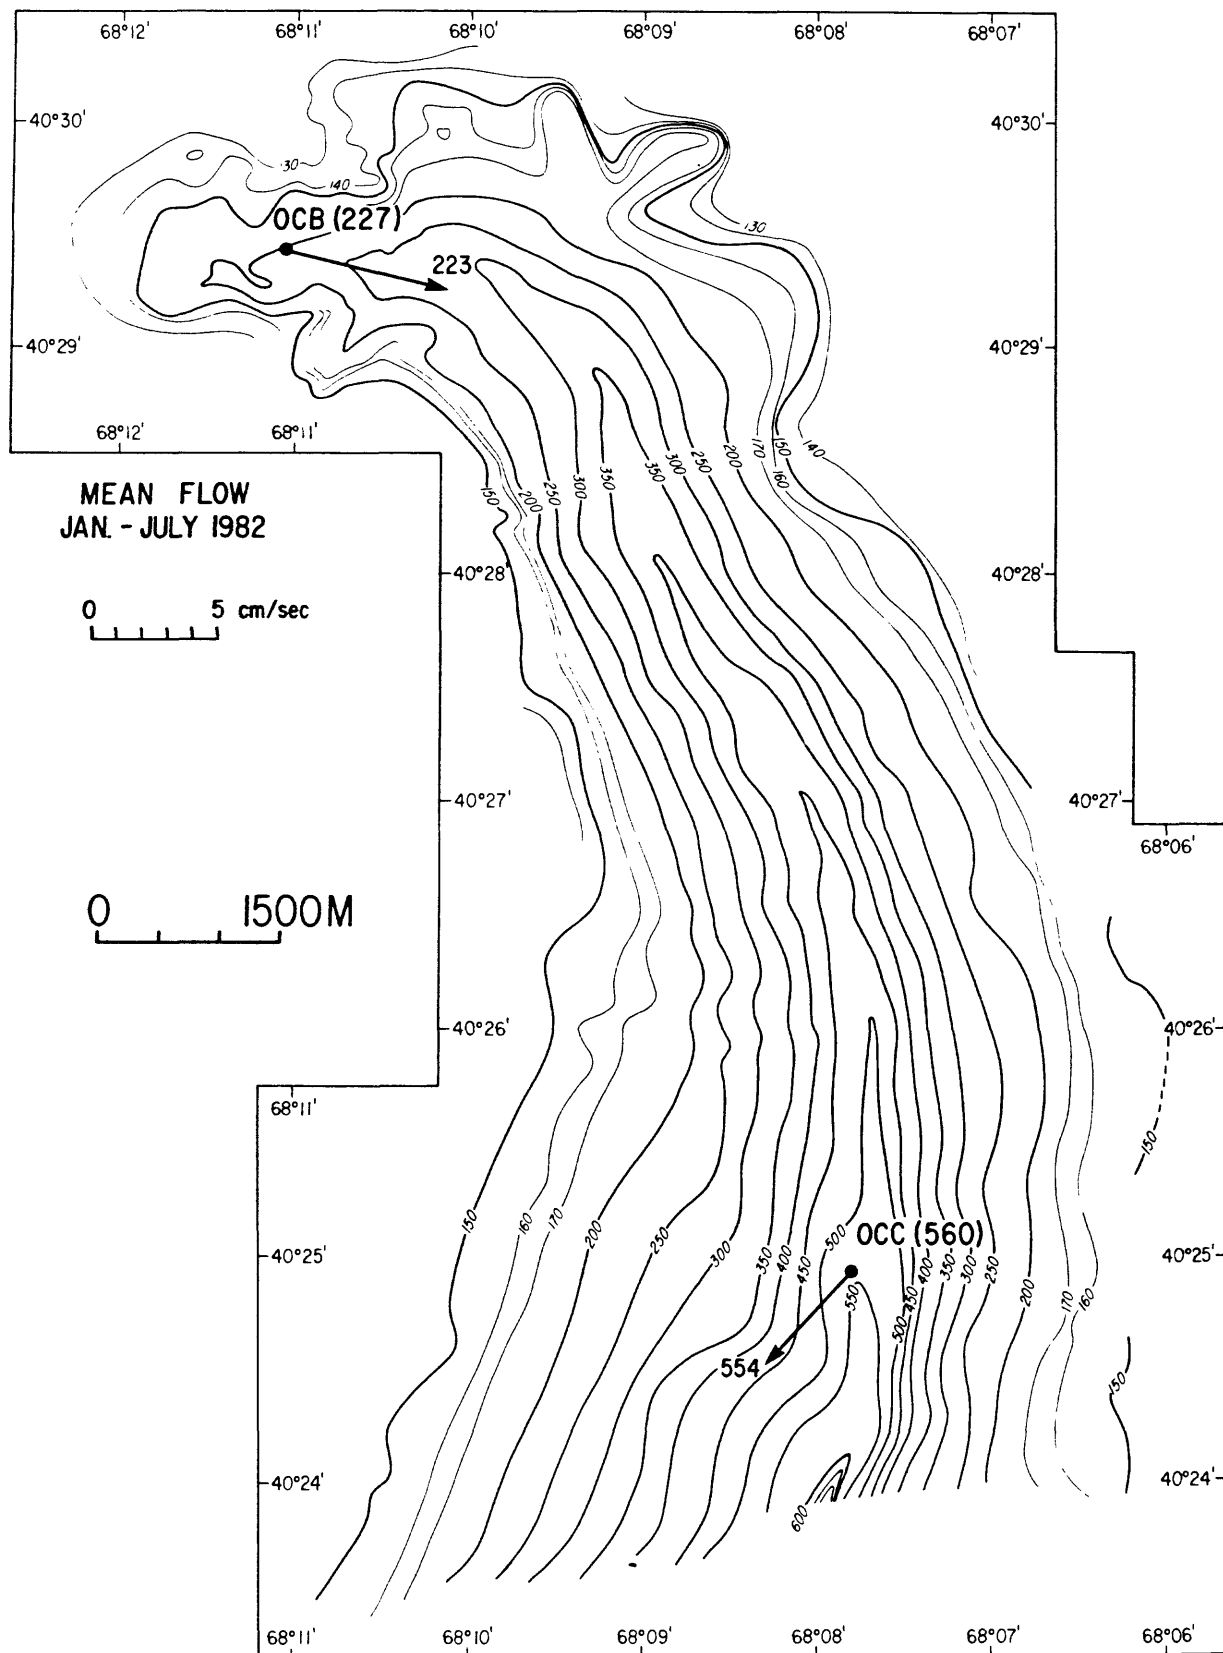 68°12' 68°11' 68°10' 68°09' 68°08' 68°07'
40°30' 40°30'
130
140
130
OCB (227)
223
40°29' 40°29'
68°12' 68°11'
150 200 250 300 350 350 300 250 200 170 160 150 140
MEAN FLOW
JAN. - JULY 1982
40°28' 40°28'
0 5 cm/sec
40°27' 40°27'
68°06'
0 1500M
40°26' 40°26'
68°11'
150
150 160 170 200 250 300 350 400 450 500
OCC (560)
40°25' 40°25'
550 500 450 400 350 300 250 200 170 160
554
150
40°24' 40°24'
600
68°11' 68°10' 68°09' 68°08' 68°07' 68°06'